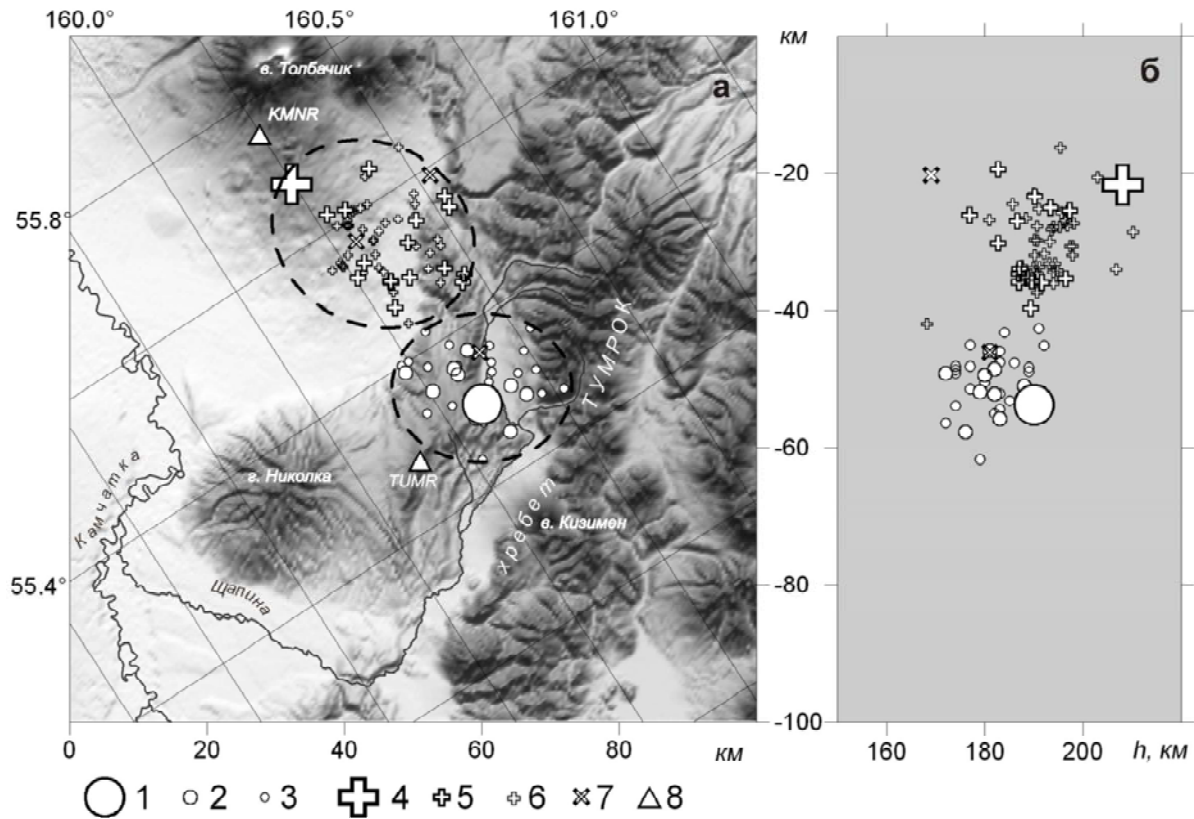 160.0° 160.5° 161.0°
км
а
б
в. Толбачик
KMNR
-20
55.8°
-40
ТУМРОК
г. Николка
TUMR
-60
хребет
в. Кизимен
Камчатка
55.4°
-80
Щапина
-100
0 20 40 60 80 км
160 180 200 h, км
1 2 3 4 5 6 7 8